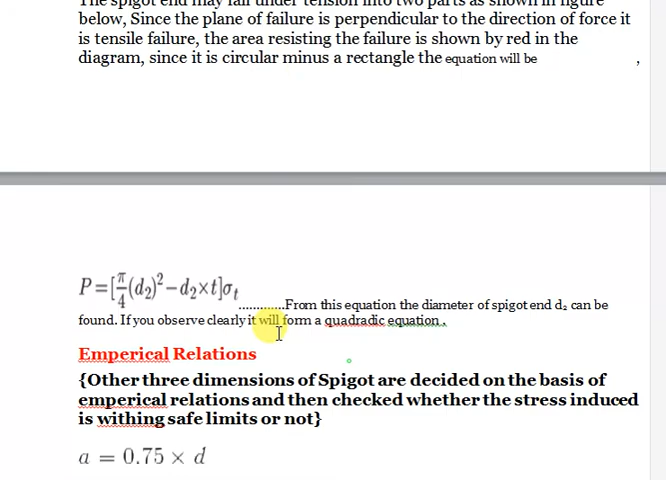 The spigot end may fail under tension into two parts as shown in figure
below, Since the plane of failure is perpendicular to the direction of force it
is tensile failure, the area resisting the failure is shown by red in the
diagram, since it is circular minus a rectangle the equation will be ,
P=[π/4(d₂)²−d₂×t]σₜ .............From this equation the diameter of spigot end d₂ can be
found. If you observe clearly it will form a quadradic equation .
Emperical Relations
{Other three dimensions of Spigot are decided on the basis of
emperical relations and then checked whether the stress induced
is withing safe limits or not}
a = 0.75 × d